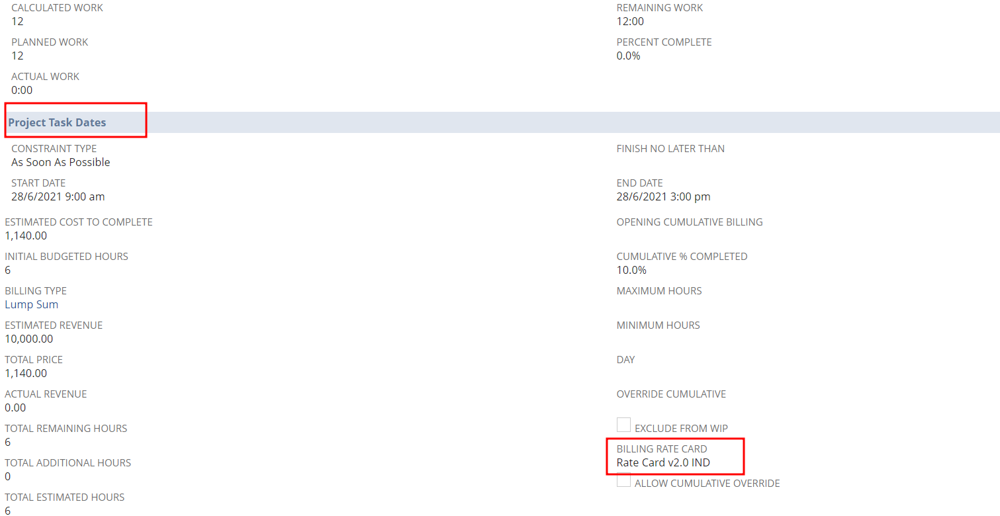 CALCULATED WORK
12
REMAINING WORK
12:00
PLANNED WORK
12
PERCENT COMPLETE
0.0%
ACTUAL WORK
0:00
Project Task Dates
CONSTRAINT TYPE
As Soon As Possible
FINISH NO LATER THAN
START DATE
28/6/2021 9:00 am
END DATE
28/6/2021 3:00 pm
ESTIMATED COST TO COMPLETE
1,140.00
INITIAL BUDGETED HOURS
6
BILLING TYPE
Lump Sum
ESTIMATED REVENUE
10,000.00
TOTAL PRICE
1,140.00
ACTUAL REVENUE
0.00
TOTAL REMAINING HOURS
6
TOTAL ADDITIONAL HOURS
0
TOTAL ESTIMATED HOURS
6
OPENING CUMULATIVE BILLING
CUMULATIVE % COMPLETED
10.0%
MAXIMUM HOURS
MINIMUM HOURS
DAY
OVERRIDE CUMULATIVE
EXCLUDE FROM WIP
BILLING RATE CARD
Rate Card v2.0 IND
ALLOW CUMULATIVE OVERRIDE